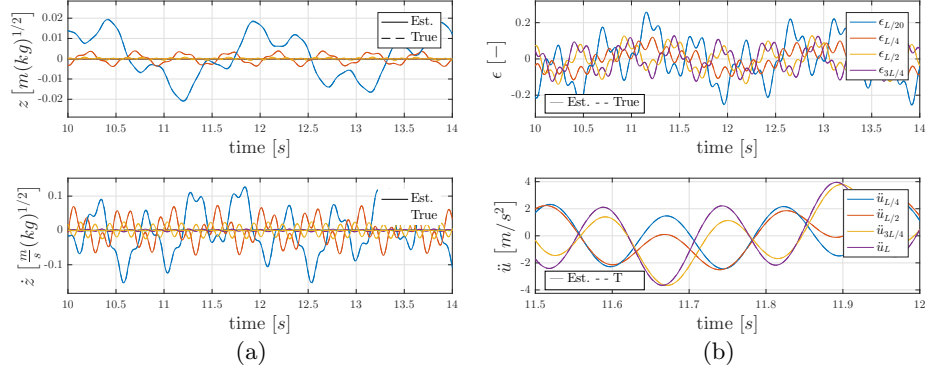 0.02
0.01
0
-0.01
-0.02
z [m(kg)^{1/2}]
Est.
True
10 10.5 11 11.5 12 12.5 13 13.5 14
time [s]
0.1
0
-0.1
ż [m/s (kg)^{1/2}]
Est.
True
10 10.5 11 11.5 12 12.5 13 13.5 14
time [s]
(a)
0.2
0
-0.2
ϵ [−]
ϵ_{L/20}
ϵ_{L/4}
ϵ_{L/2}
ϵ_{3L/4}
Est. - - True
10 10.5 11 11.5 12 12.5 13 13.5 14
time [s]
4
2
0
-2
-4
ü [m/s²]
ü_{L/4}
ü_{L/2}
ü_{3L/4}
ü_L
Est. - - T
11.5 11.6 11.7 11.8 11.9 12
time [s]
(b)